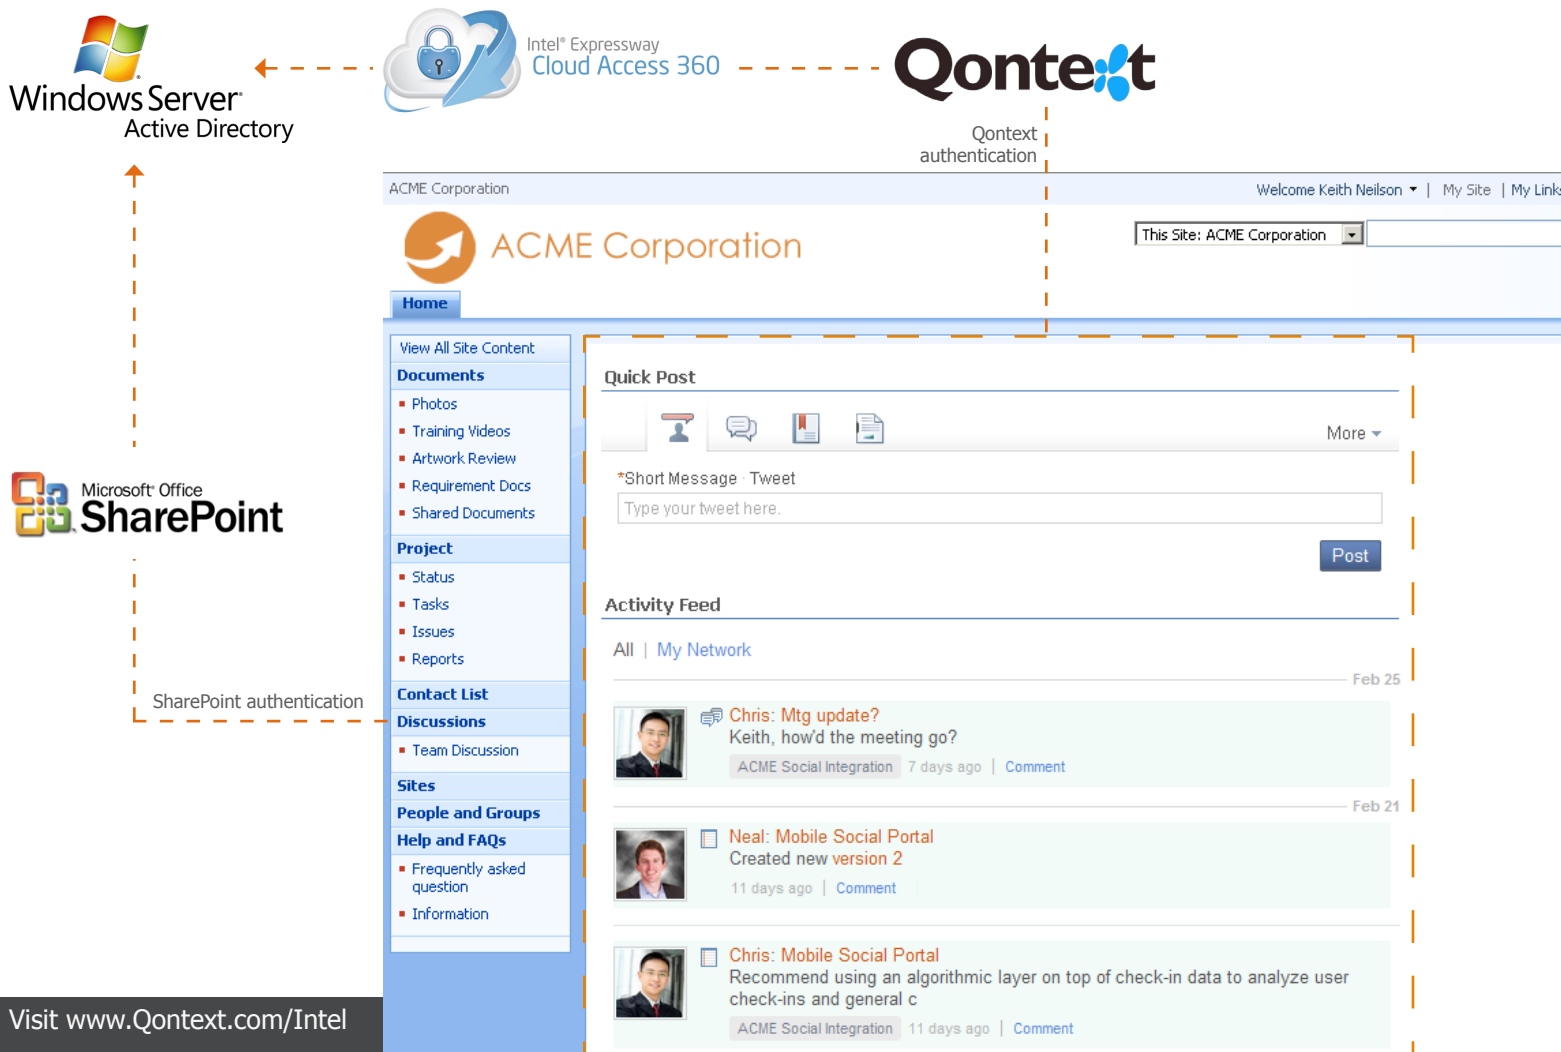 Windows Server®
Active Directory
Intel® Expressway
Cloud Access 360
Qontext
Qontext
authentication
ACME Corporation
Welcome Keith Neilson | My Site | My Links
ACME Corporation
This Site: ACME Corporation
Home
View All Site Content
Documents
Photos
Training Videos
Artwork Review
Requirement Docs
Shared Documents
Project
Status
Tasks
Issues
Reports
Contact List
Discussions
Team Discussion
Sites
People and Groups
Help and FAQs
Frequently asked
question
Information
Quick Post
More
*Short Message · Tweet
Type your tweet here.
Post
Activity Feed
All | My Network
Feb 25
Chris: Mtg update?
Keith, how'd the meeting go?
ACME Social Integration 7 days ago | Comment
Feb 21
Neal: Mobile Social Portal
Created new version 2
11 days ago | Comment
Chris: Mobile Social Portal
Recommend using an algorithmic layer on top of check-in data to analyze user
check-ins and general c
ACME Social Integration 11 days ago | Comment
Microsoft® Office
SharePoint
SharePoint authentication
Visit www.Qontext.com/Intel